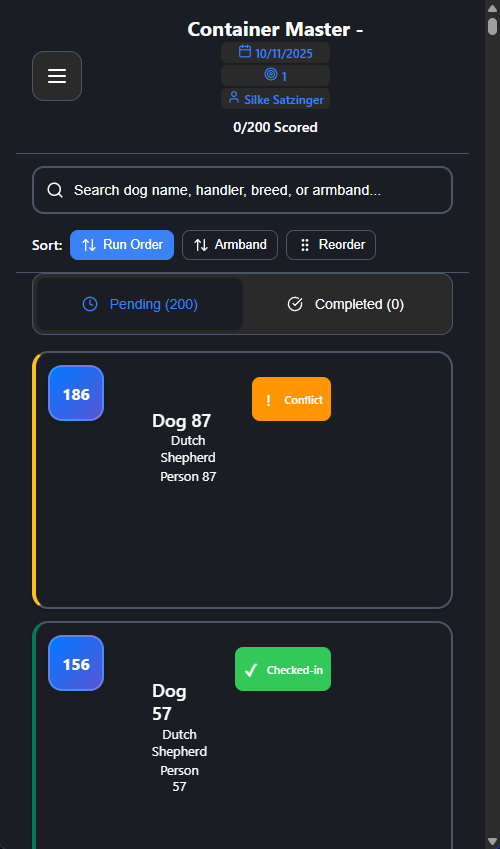 Container Master -
10/11/2025
1
Silke Satzinger
0/200 Scored
Search dog name, handler, breed, or armband...
Sort: Run Order Armband Reorder
Pending (200) Completed (0)
186
! Conflict
Dog 87
Dutch
Shepherd
Person 87
156
✓ Checked-in
Dog
57
Dutch
Shepherd
Person
57